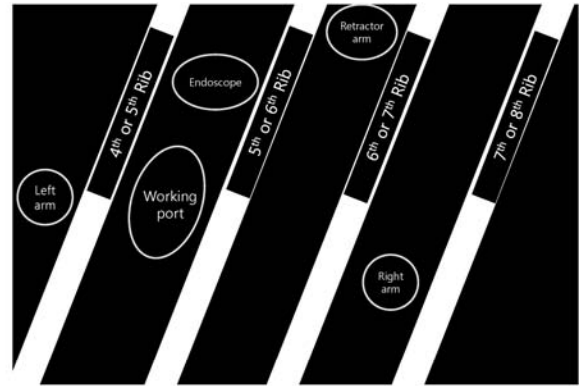 Retractor
arm
Endoscope
4th or 5th Rib
5th or 6th Rib
6th or 7th Rib
7th or 8th Rib
Left
arm
Working
port
Right
arm